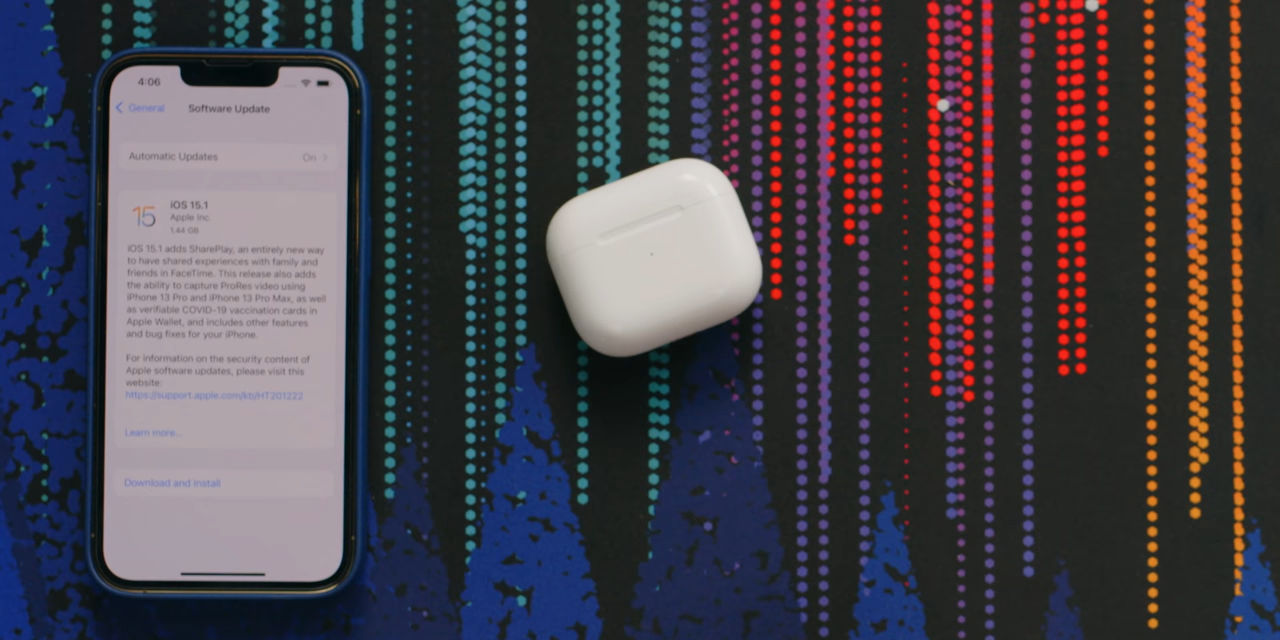 4:06
General
Software Update
Automatic Updates
On
15
iOS 15.1
Apple Inc.
1.44 GB
iOS 15.1 adds SharePlay, an entirely new way
to have shared experiences with family and
friends in FaceTime. This release also adds
the ability to capture ProRes video using
iPhone 13 Pro and iPhone 13 Pro Max, as well
as verifiable COVID-19 vaccination cards in
Apple Wallet, and includes other features
and bug fixes for your iPhone.
For information on the security content of
Apple software updates, please visit this
website:
https://support.apple.com/kb/HT201222
Learn more...
Download and Install